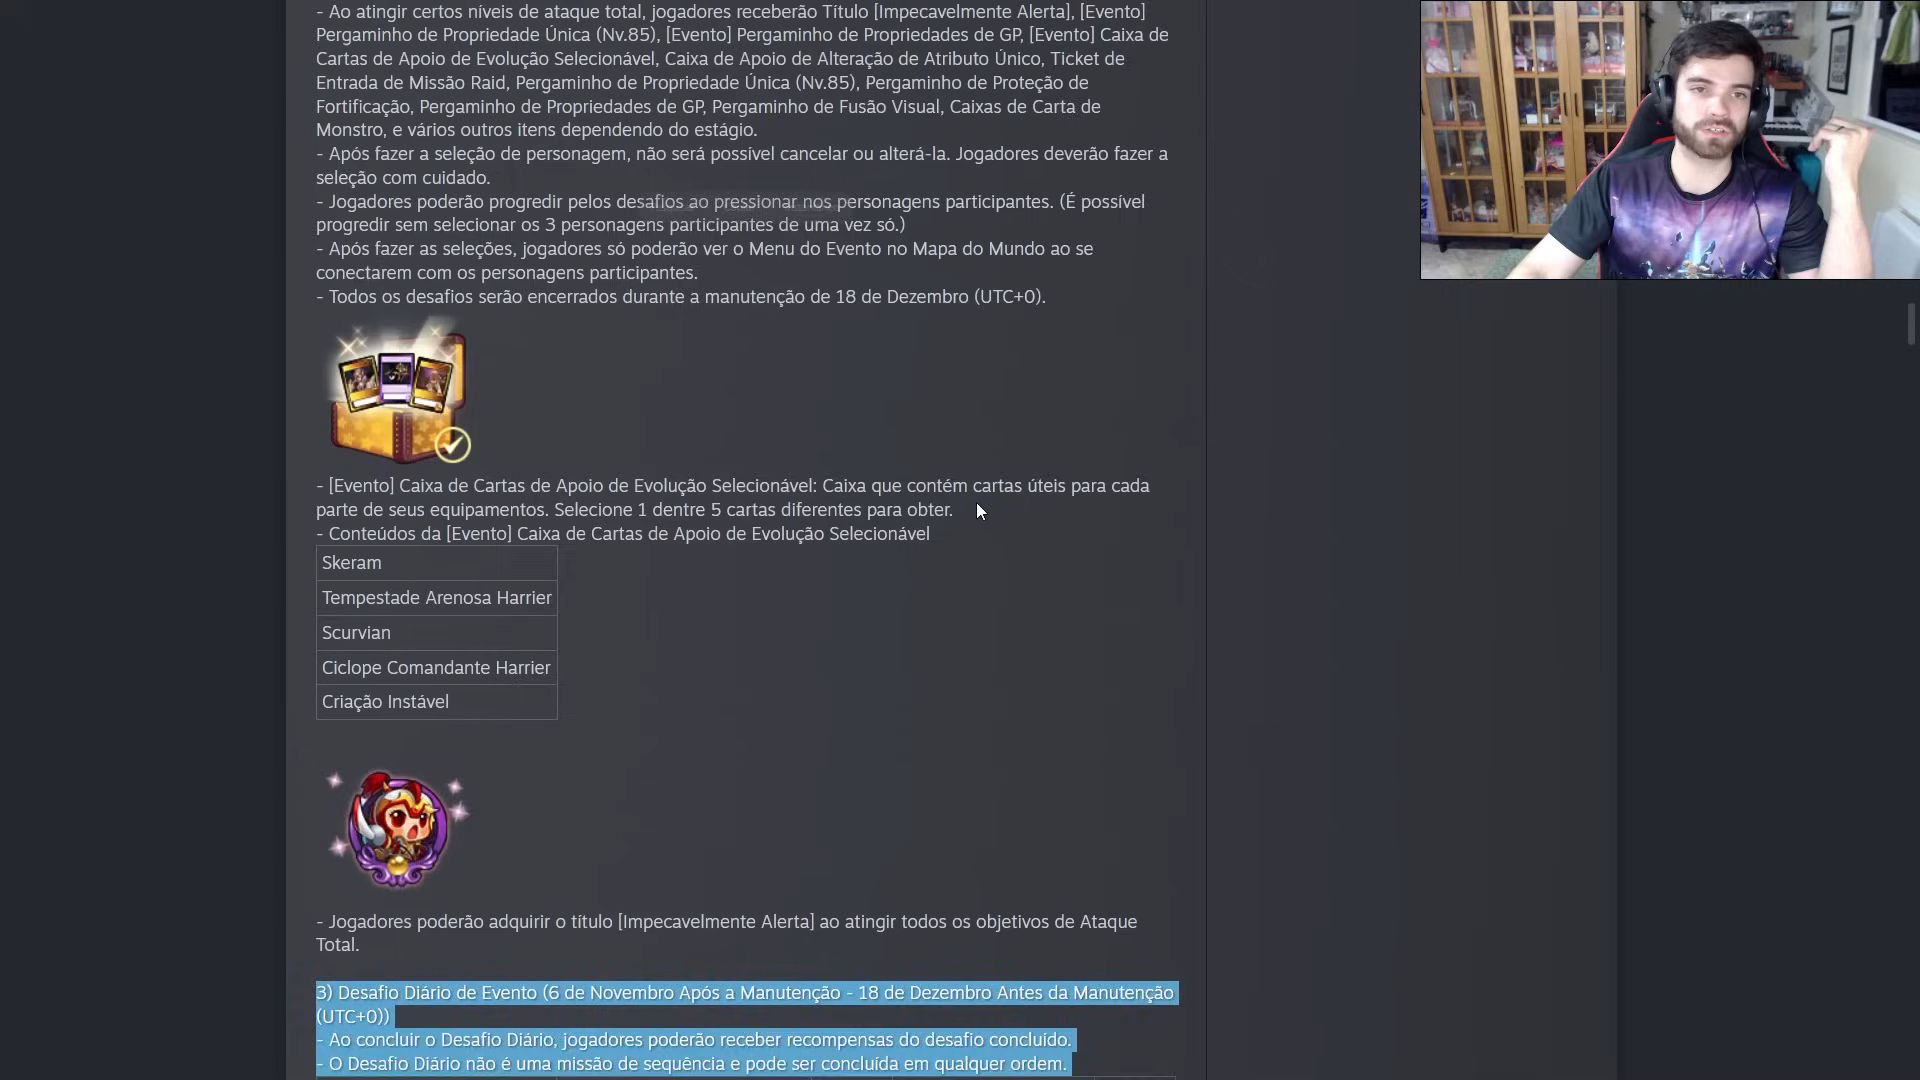 - Ao atingir certos níveis de ataque total, jogadores receberão Título [Impecavelmente Alerta], [Evento]
Pergaminho de Propriedade Única (Nv.85), [Evento] Pergaminho de Propriedades de GP, [Evento] Caixa de
Cartas de Apoio de Evolução Selecionável, Caixa de Apoio de Alteração de Atributo Único, Ticket de
Entrada de Missão Raid, Pergaminho de Propriedade Única (Nv.85), Pergaminho de Proteção de
Fortificação, Pergaminho de Propriedades de GP, Pergaminho de Fusão Visual, Caixas de Carta de
Monstro, e vários outros itens dependendo do estágio.
- Após fazer a seleção de personagem, não será possível cancelar ou alterá-la. Jogadores deverão fazer a
seleção com cuidado.
- Jogadores poderão progredir pelos desafios ao pressionar nos personagens participantes. (É possível
progredir sem selecionar os 3 personagens participantes de uma vez só.)
- Após fazer as seleções, jogadores só poderão ver o Menu do Evento no Mapa do Mundo ao se
conectarem com os personagens participantes.
- Todos os desafios serão encerrados durante a manutenção de 18 de Dezembro (UTC+0).
- [Evento] Caixa de Cartas de Apoio de Evolução Selecionável: Caixa que contém cartas úteis para cada
parte de seus equipamentos. Selecione 1 dentre 5 cartas diferentes para obter.
- Conteúdos da [Evento] Caixa de Cartas de Apoio de Evolução Selecionável
Skeram
Tempestade Arenosa Harrier
Scurvian
Ciclope Comandante Harrier
Criação Instável
- Jogadores poderão adquirir o título [Impecavelmente Alerta] ao atingir todos os objetivos de Ataque
Total.
3) Desafio Diário de Evento (6 de Novembro Após a Manutenção - 18 de Dezembro Antes da Manutenção
(UTC+0))
- Ao concluir o Desafio Diário, jogadores poderão receber recompensas do desafio concluído.
- O Desafio Diário não é uma missão de sequência e pode ser concluída em qualquer ordem.